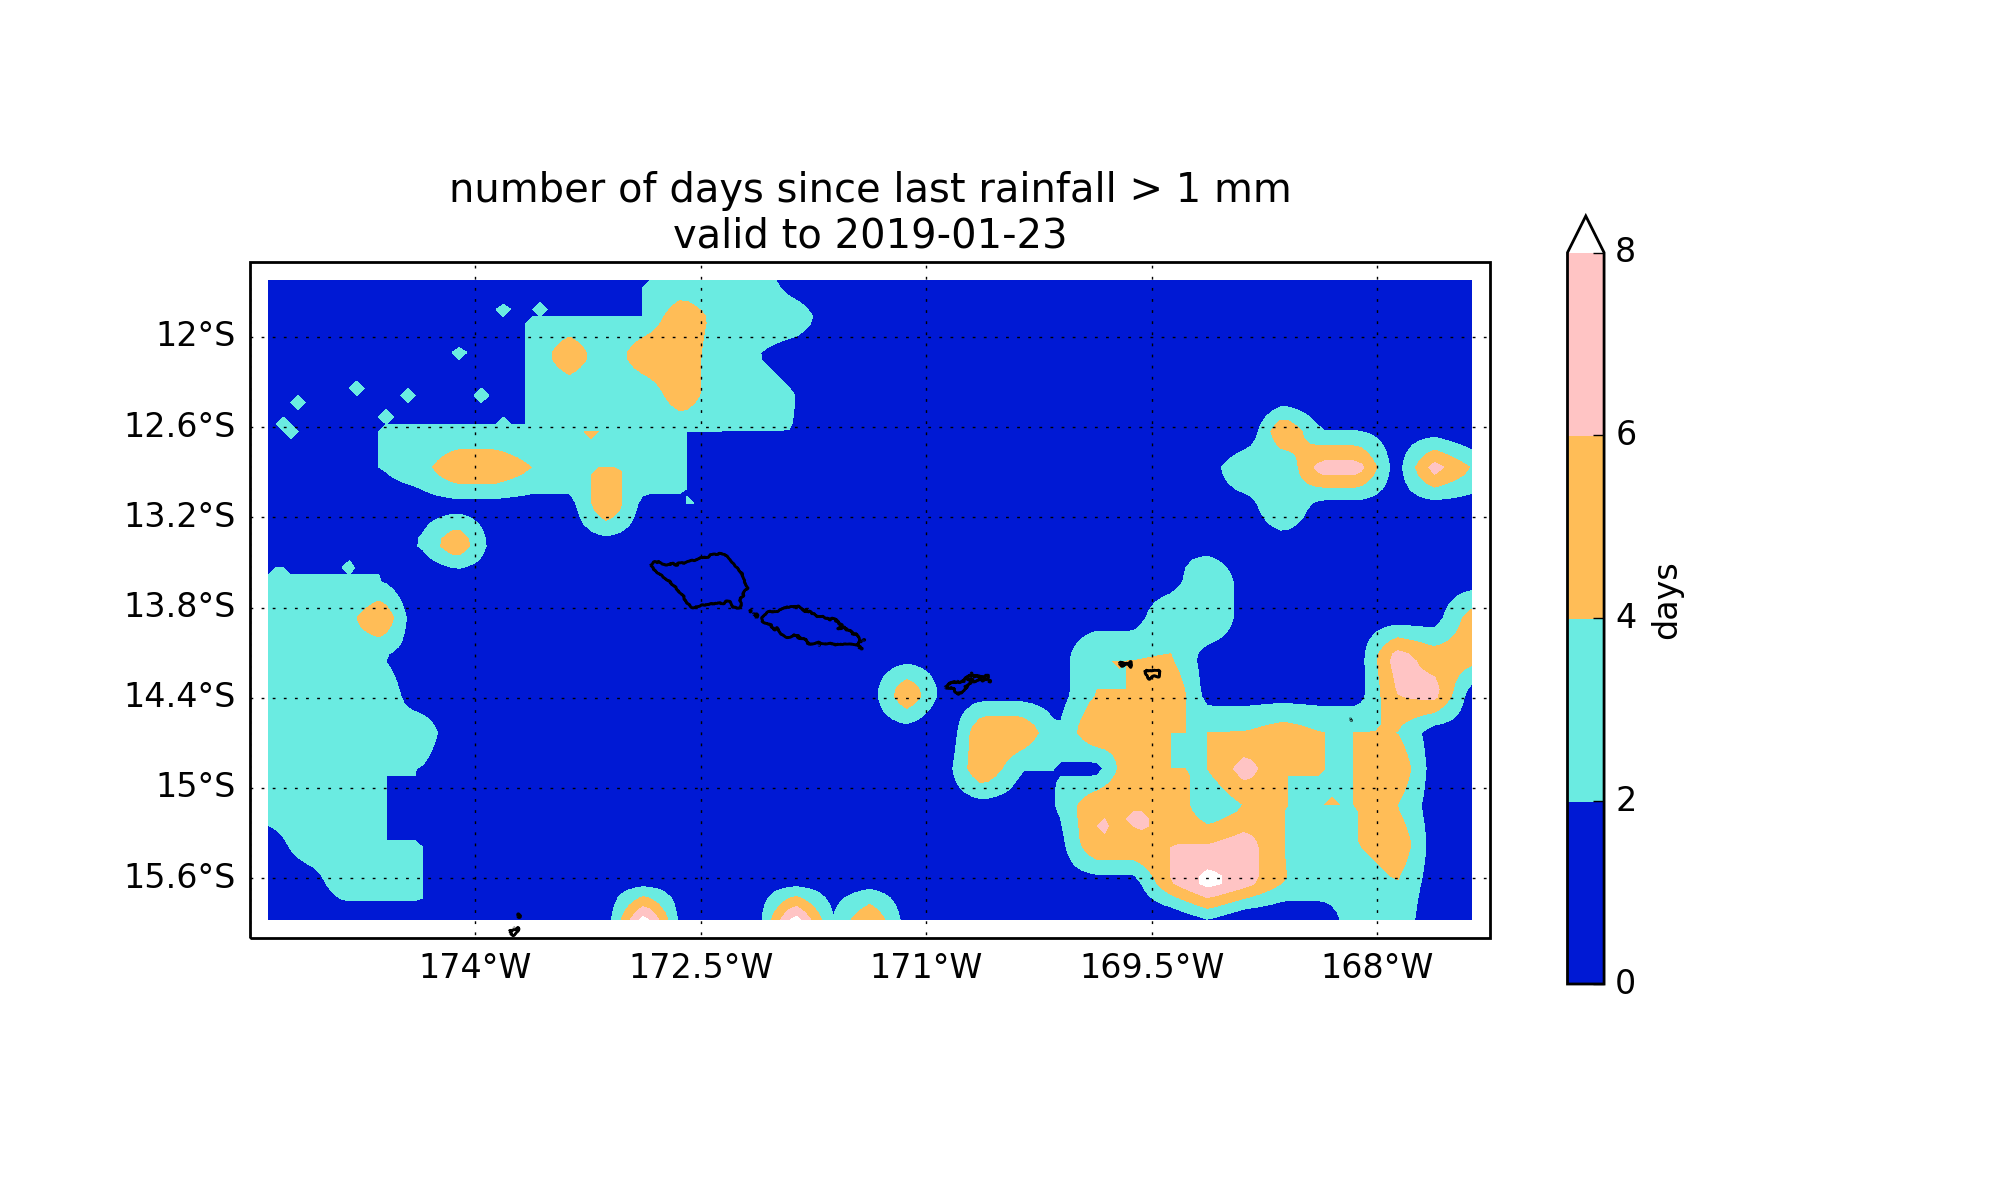 number of days since last rainfall > 1 mm
valid to 2019-01-23
12°S
12.6°S
13.2°S
13.8°S
14.4°S
15°S
15.6°S
174°W
172.5°W
171°W
169.5°W
168°W
8
6
4
2
0
days